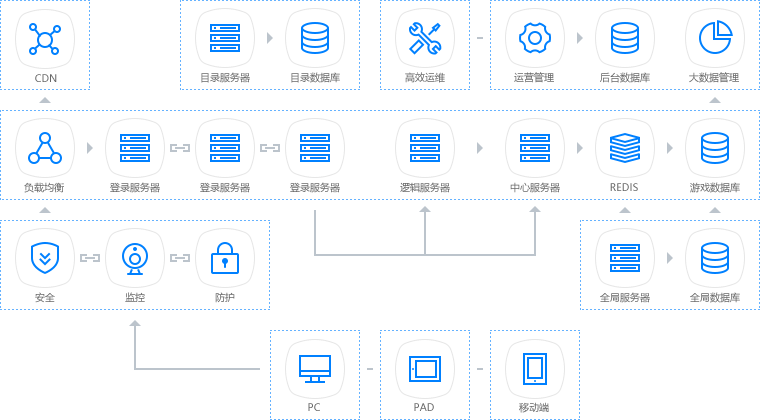 CDN
目录服务器
目录数据库
高效运维
运营管理
后台数据库
大数据管理
负载均衡
登录服务器
登录服务器
登录服务器
逻辑服务器
中心服务器
REDIS
游戏数据库
安全
监控
防护
全局服务器
全局数据库
PC
PAD
移动端